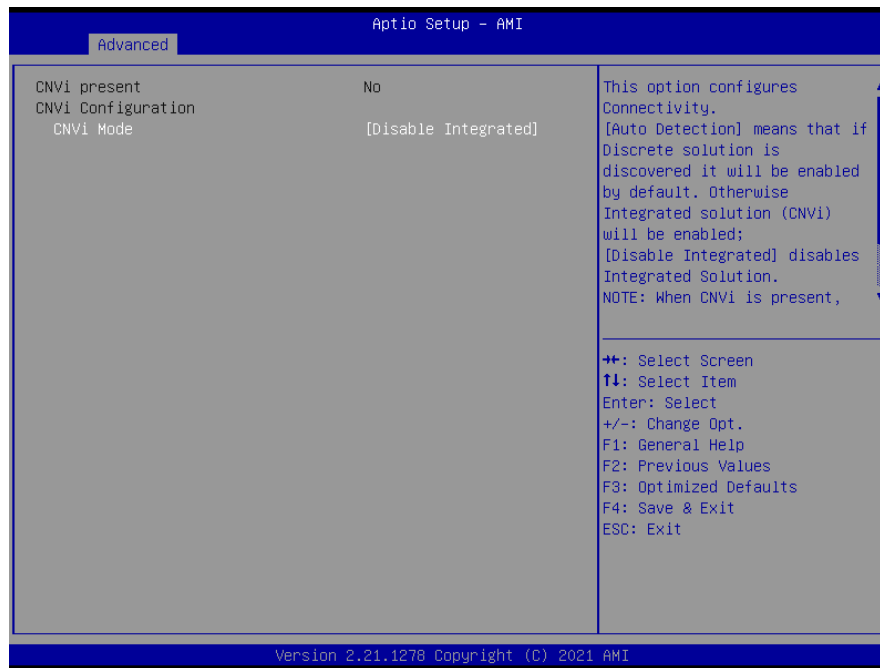 Aptio Setup – AMI
Advanced
CNVi present No
CNVi Configuration
CNVi Mode [Disable Integrated]
This option configures
Connectivity.
[Auto Detection] means that if
Discrete solution is
discovered it will be enabled
by default. Otherwise
Integrated solution (CNVi)
will be enabled;
[Disable Integrated] disables
Integrated Solution.
NOTE: When CNVi is present,
→←: Select Screen
↑↓: Select Item
Enter: Select
+/-: Change Opt.
F1: General Help
F2: Previous Values
F3: Optimized Defaults
F4: Save & Exit
ESC: Exit
Version 2.21.1278 Copyright (C) 2021 AMI